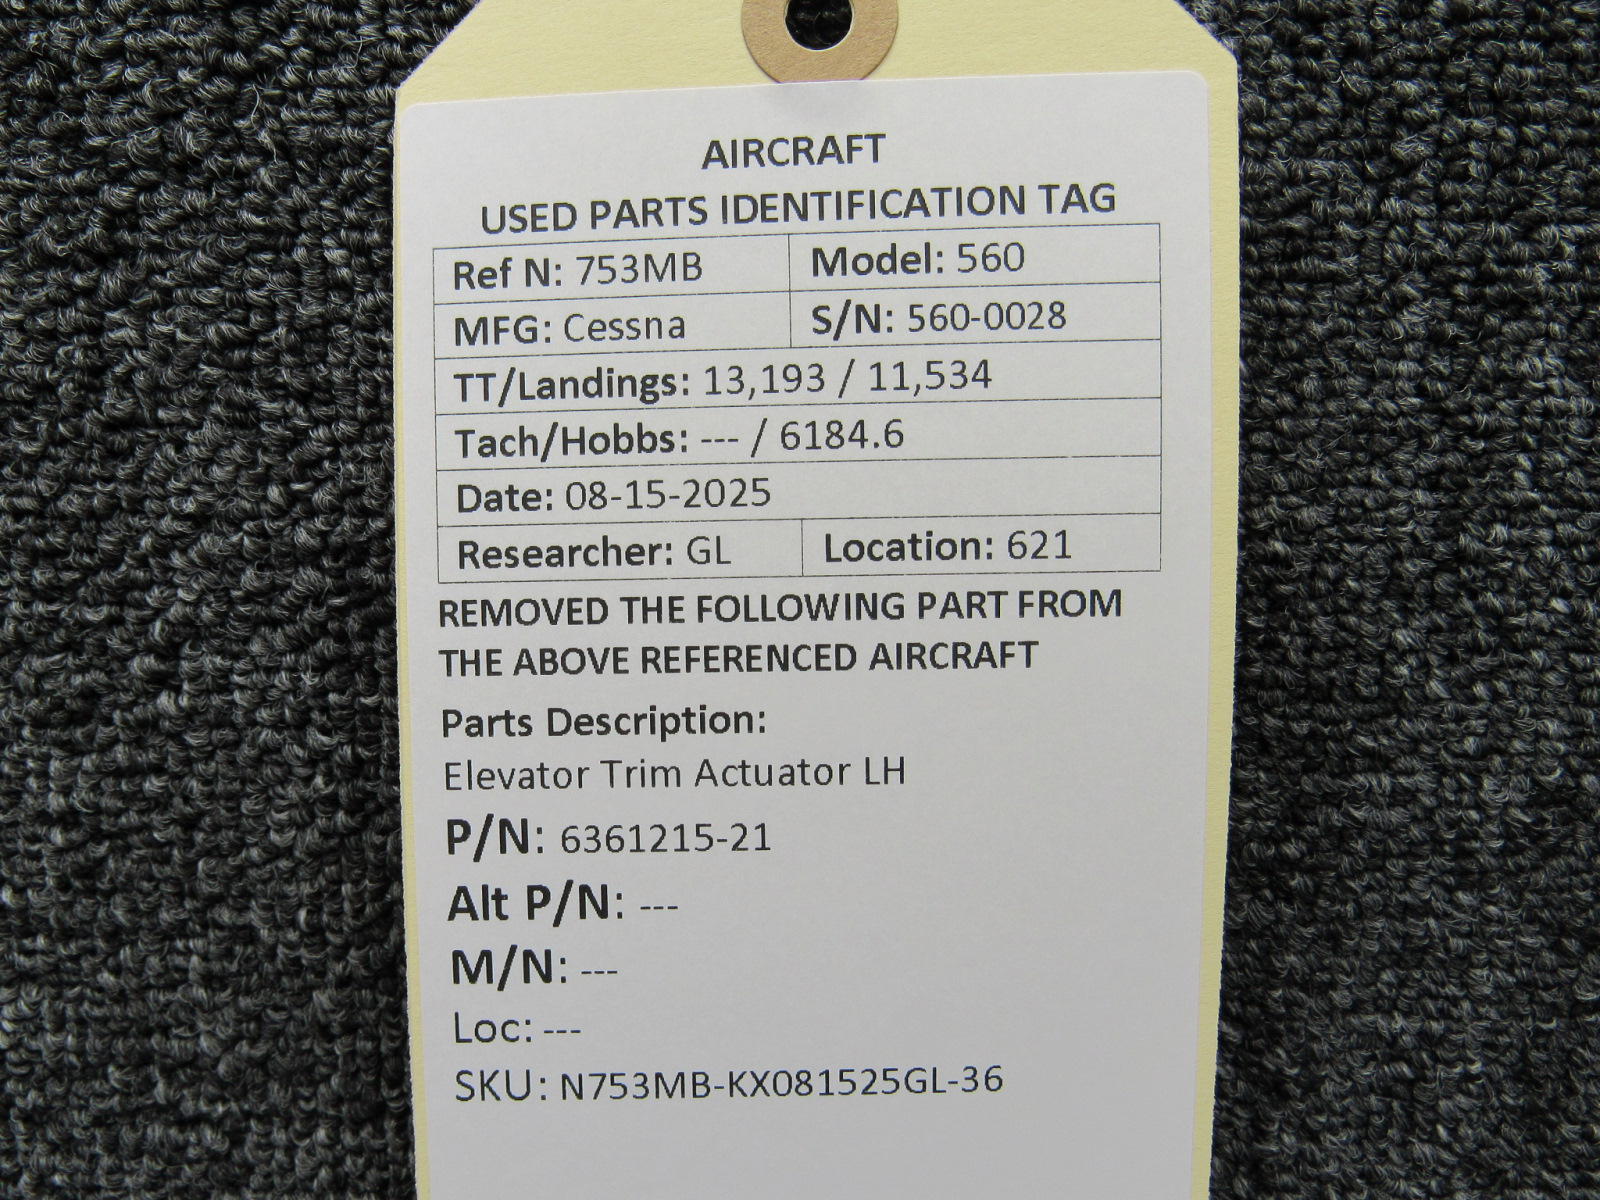 AIRCRAFT
USED PARTS IDENTIFICATION TAG
Ref N: 753MB Model: 560
MFG: Cessna S/N: 560-0028
TT/Landings: 13,193 / 11,534
Tach/Hobbs: --- / 6184.6
Date: 08-15-2025
Researcher: GL Location: 621
REMOVED THE FOLLOWING PART FROM
THE ABOVE REFERENCED AIRCRAFT
Parts Description:
Elevator Trim Actuator LH
P/N: 6361215-21
Alt P/N: ---
M/N: ---
Loc: ---
SKU: N753MB-KX081525GL-36